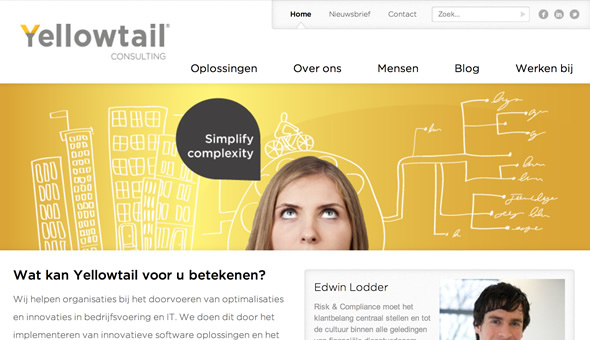 Home Nieuwsbrief Contact Zoek...
Yellowtail®
CONSULTING
Oplossingen Over ons Mensen Blog Werken bij
Simplify
complexity
Wat kan Yellowtail voor u betekenen?
Wij helpen organisaties bij het doorvoeren van optimalisaties
en innovaties in bedrijfsvoering en IT. We doen dit door het
implementeren van innovatieve software oplossingen en het
Edwin Lodder
Risk & Compliance moet het
klantbelang centraal stellen en tot
de cultuur binnen alle geledingen